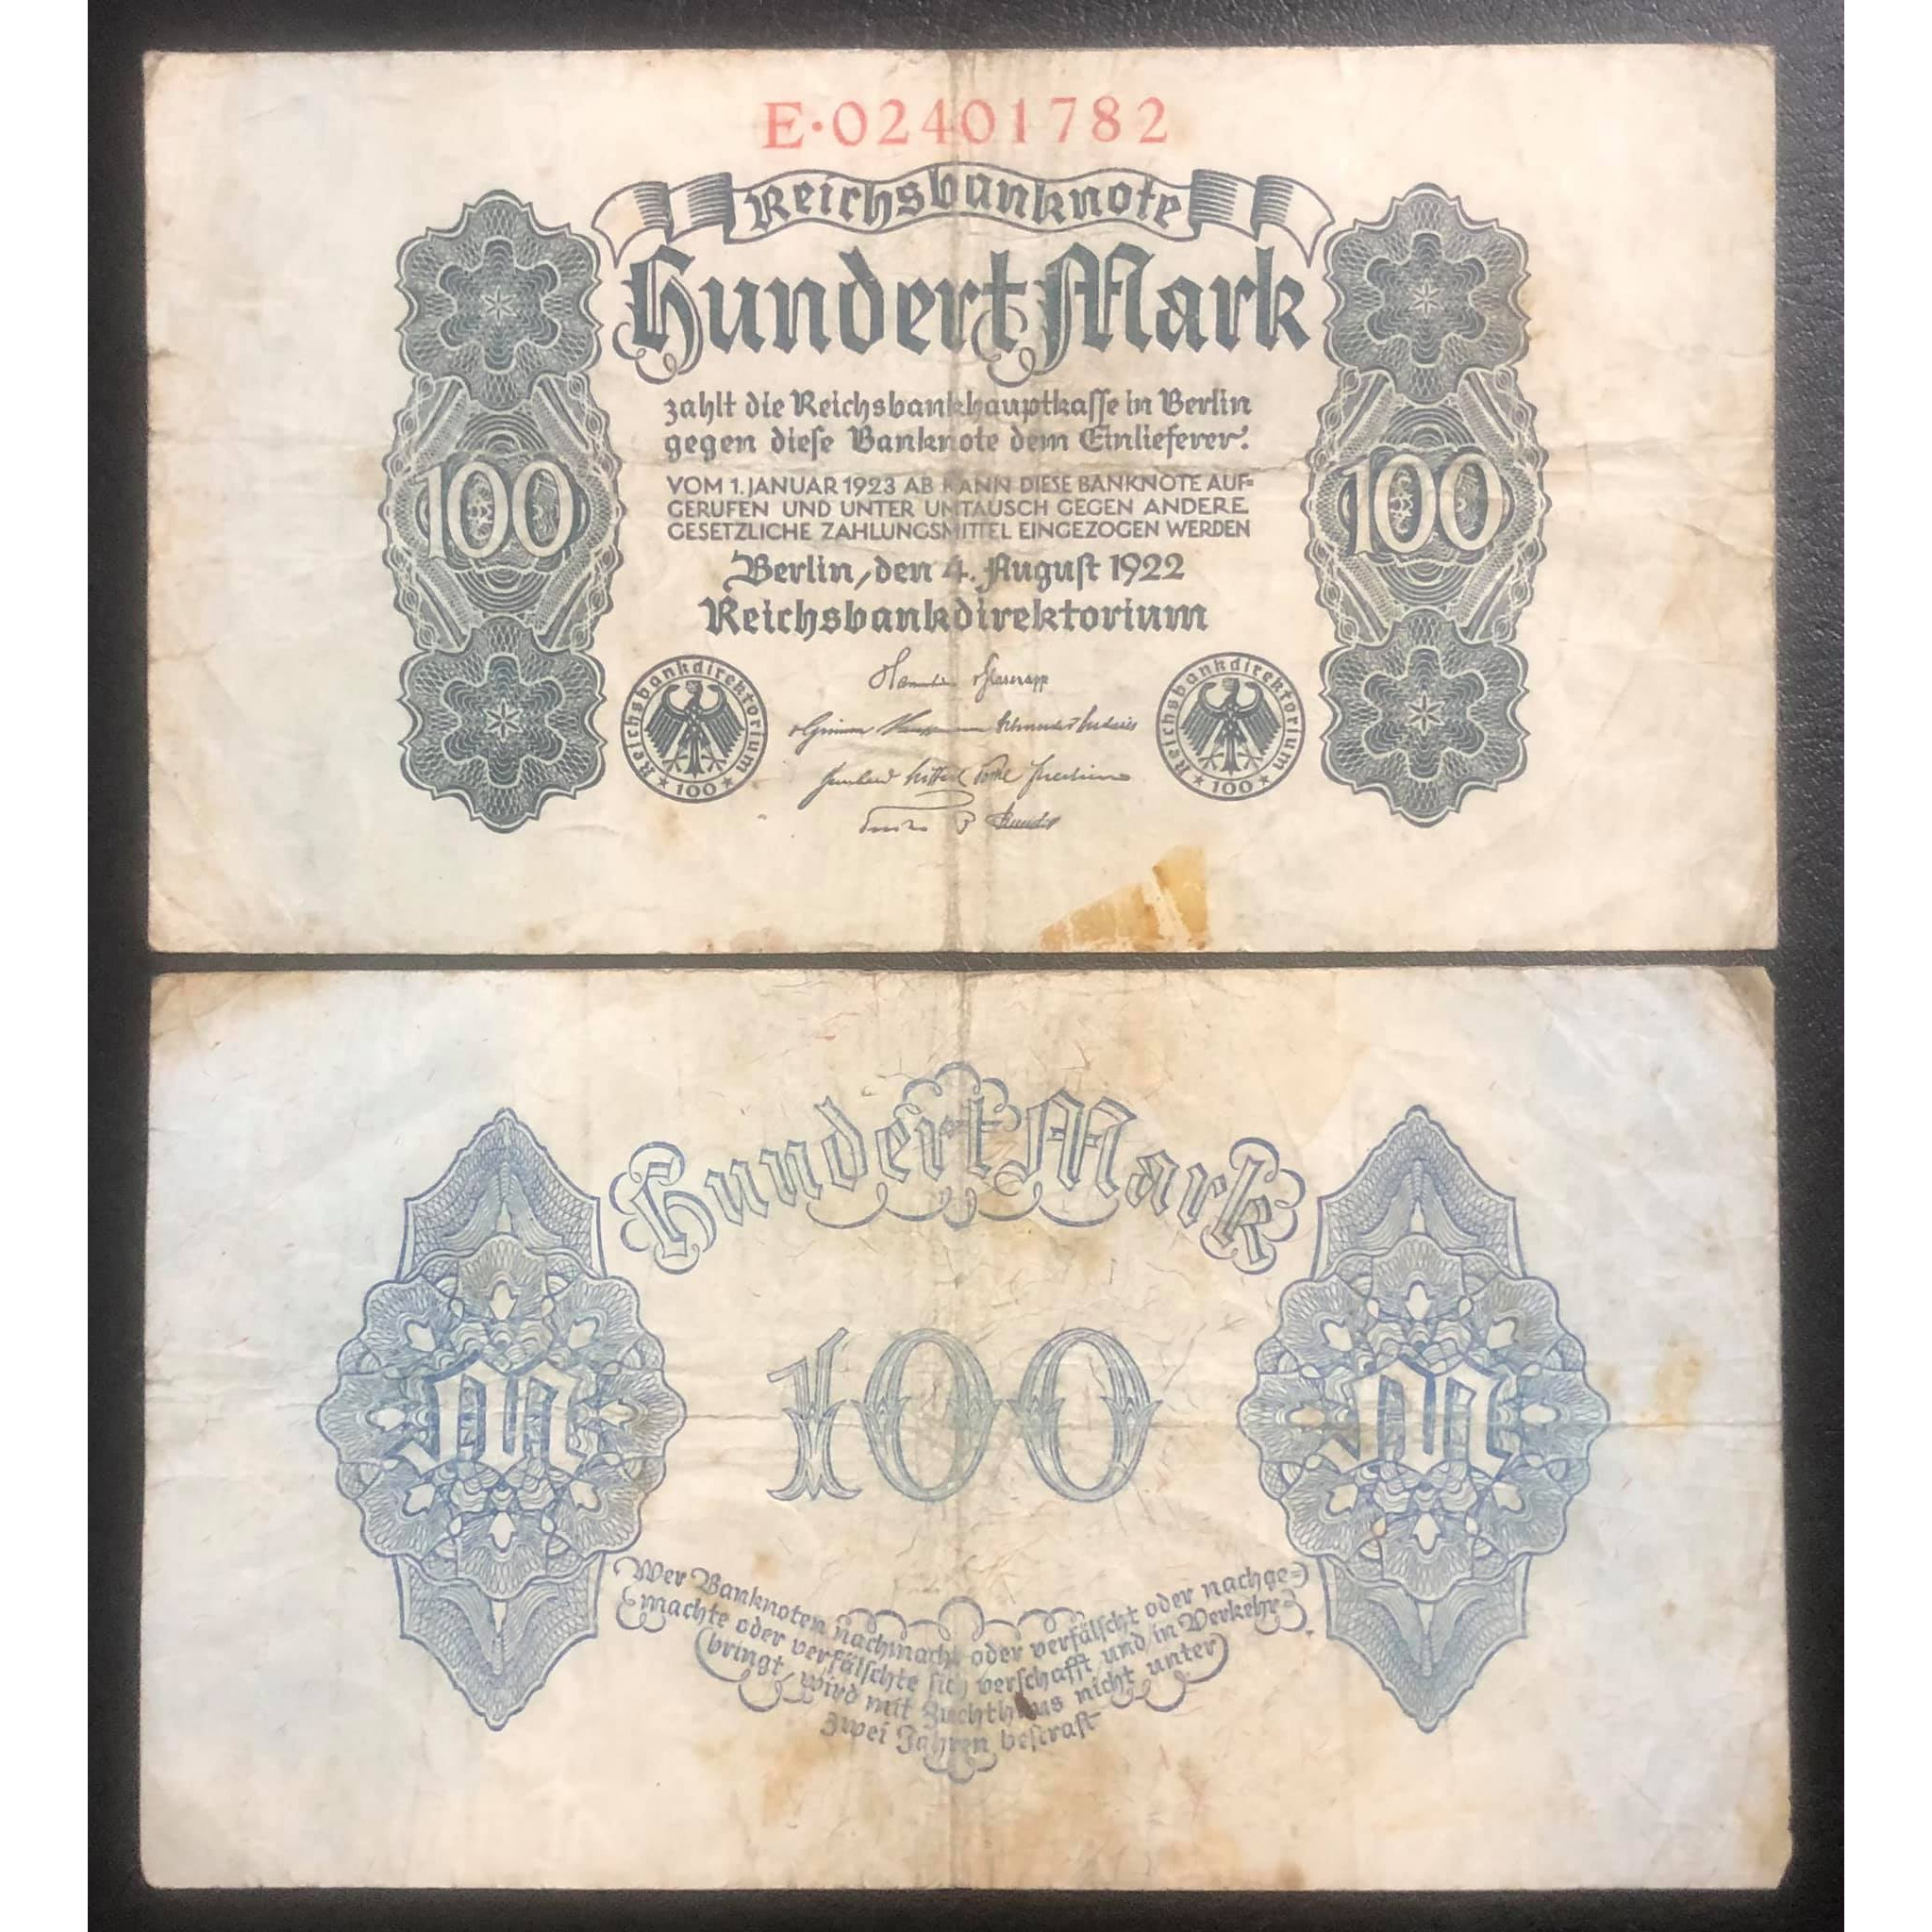 E·02401782
Reichsbanknote
Hundert Mark
zahlt die Reichsbankhauptkasse in Berlin
gegen diese Banknote dem Einlieferer.
100
100
VOM 1. JANUAR 1923 AB KANN DIESE BANKNOTE AUF=
GERUFEN UND UNTER UMTAUSCH GEGEN ANDERE
GESETZLICHE ZAHLUNGSMITTEL EINGEZOGEN WERDEN
Berlin, den 4. August 1922
Reichsbankdirektorium
Reichsbankdirektorium
* 100 *
Reichsbankdirektorium
* 100 *
Hundert Mark
M
100
M
Wer Banknoten nachmacht oder verfälscht oder nachge=
machte oder verfälschte sich verschafft und in Verkehr
bringt, wird mit Zuchthaus nicht unter
zwei Jahren bestraft